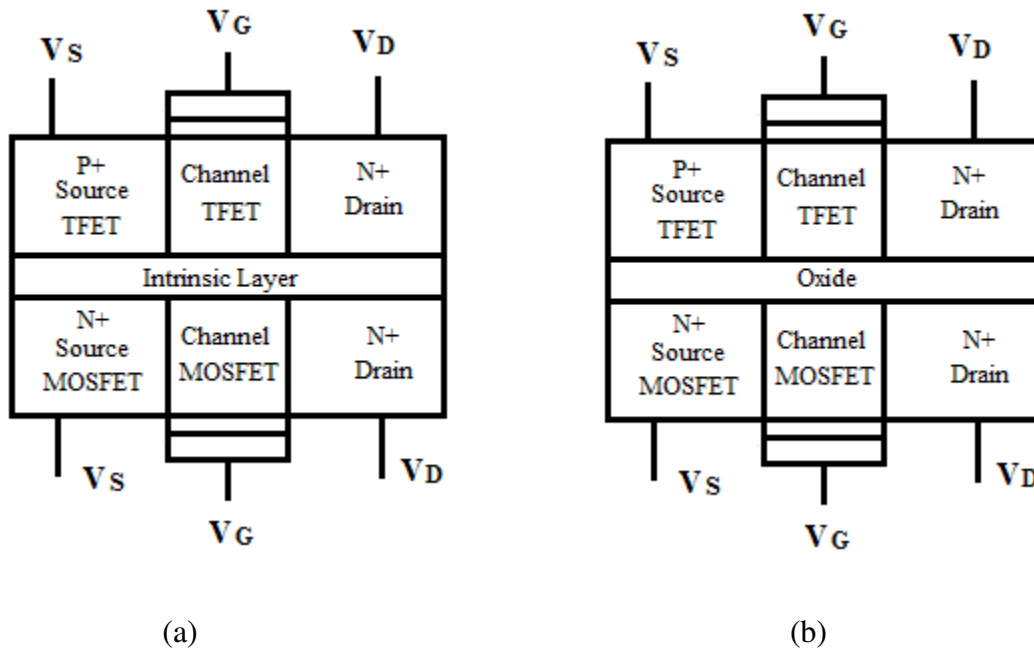 VG
VS
VD
P+
Source
TFET
Channel
TFET
N+
Drain
Intrinsic Layer
N+
Source
MOSFET
Channel
MOSFET
N+
Drain
VS
VD
VG
(a)
VG
VS
VD
P+
Source
TFET
Channel
TFET
N+
Drain
Oxide
N+
Source
MOSFET
Channel
MOSFET
N+
Drain
VS
VD
VG
(b)